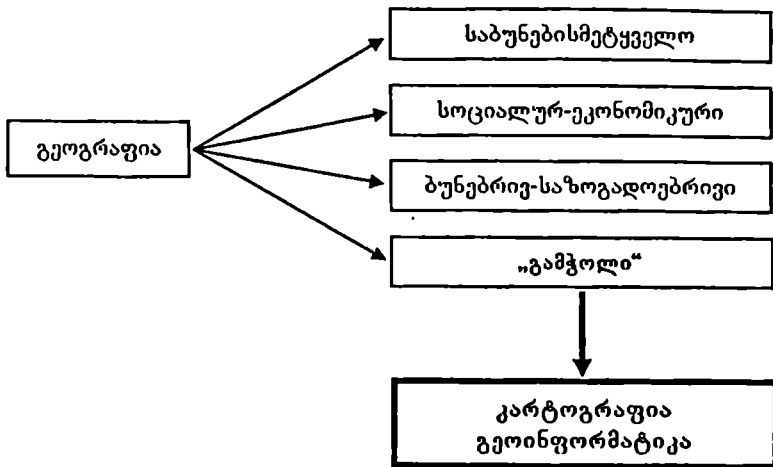 საბუნებისმეტყველო
სოციალურ-ეკონომიკური
გეოგრაფია
ბუნებრივ-საზოგადოებრივი
„გამჭოლი“
კარტოგრაფია
გეოინფორმატიკა